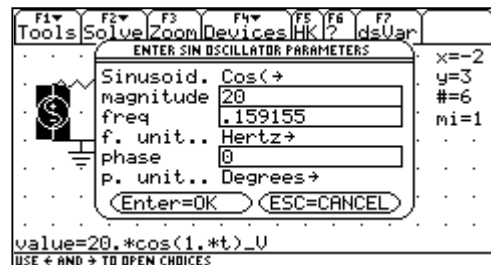 F1▾ F2▾ F3 F4▾ F5 F6 F7
Tools Solve Zoom Devices HK ? dsVar
ENTER SIN OSCILLATOR PARAMETERS
Sinusoid. Cos(→
magnitude 20
freq .159155
f. unit.. Hertz→
phase 0
p. unit.. Degrees→
Enter=OK ESC=CANCEL
x=-2
y=3
#=6
mi=1
value=20.*cos(1.*t)_V
USE ← AND → TO OPEN CHOICES